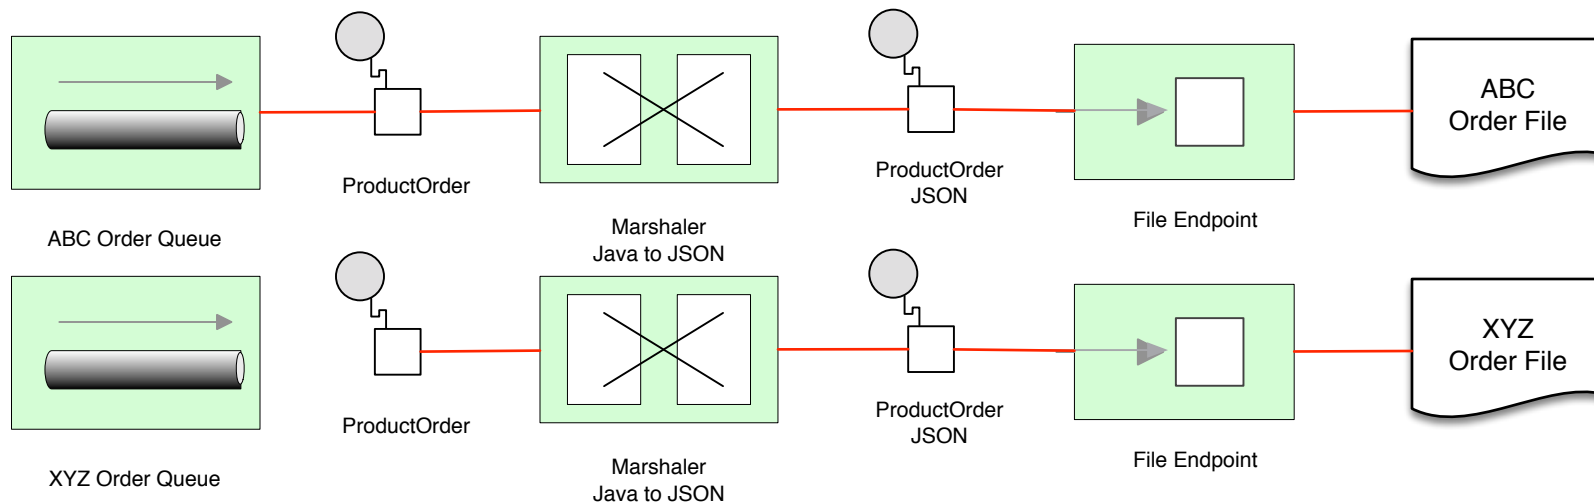 ABC
Order File
ProductOrder
ProductOrder
JSON
Marshaler
Java to JSON
File Endpoint
ABC Order Queue
XYZ
Order File
ProductOrder
ProductOrder
JSON
Marshaler
Java to JSON
File Endpoint
XYZ Order Queue